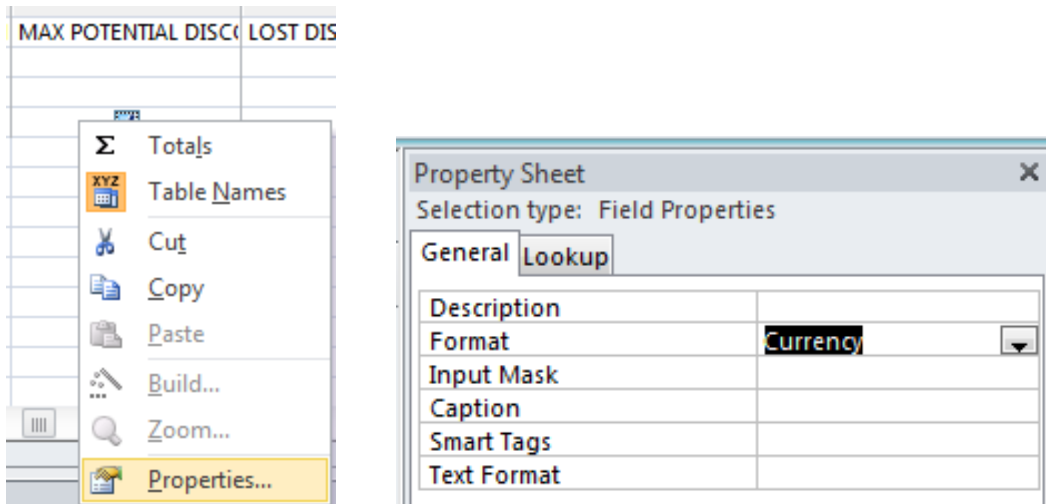 MAX POTENTIAL DISC
LOST DIS
Σ Totals
XYZ
Table Names
Cut
Copy
Paste
Build...
Zoom...
Properties...
Property Sheet
Selection type: Field Properties
General
Lookup
Description
Format Currency
Input Mask
Caption
Smart Tags
Text Format